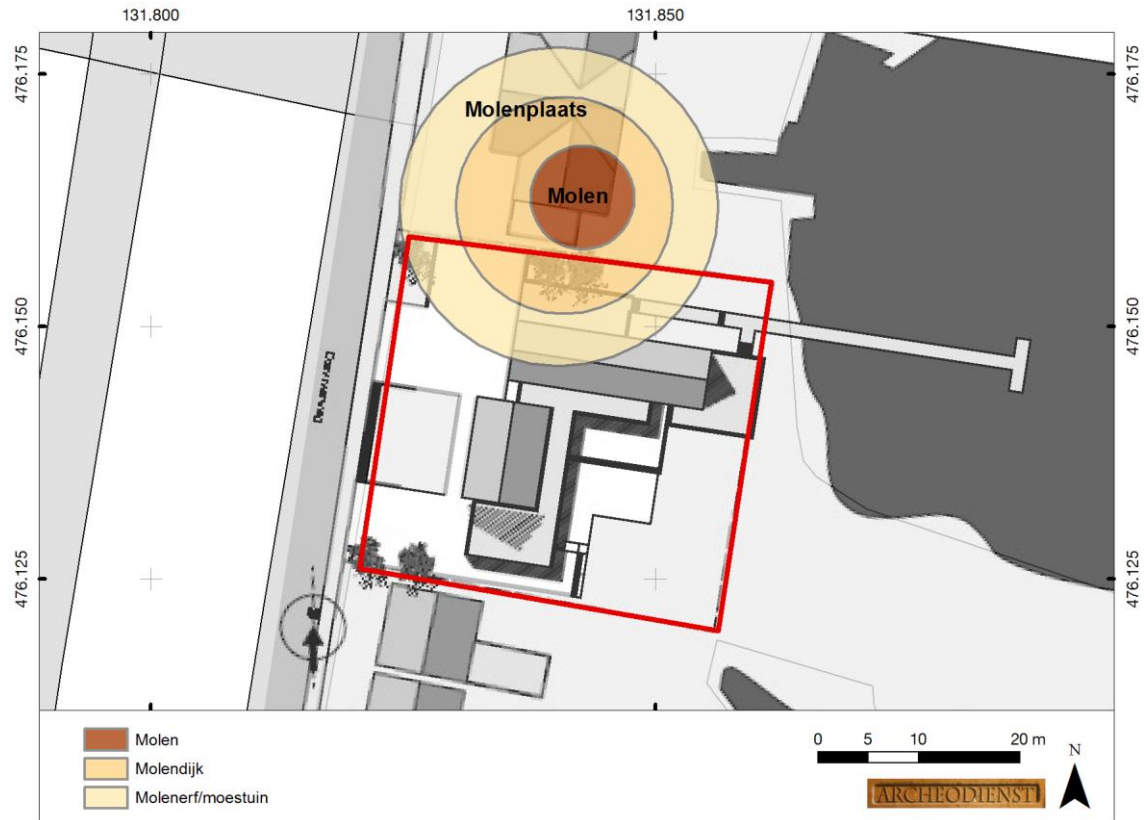 131.800
131.850
476.175
476.175
Molenplaats
Molen
476.150
476.150
476.125
476.125
Molen
Molendijk
Molenerf/moestuin
0 5 10 20 m
N
ARCHEODIENST